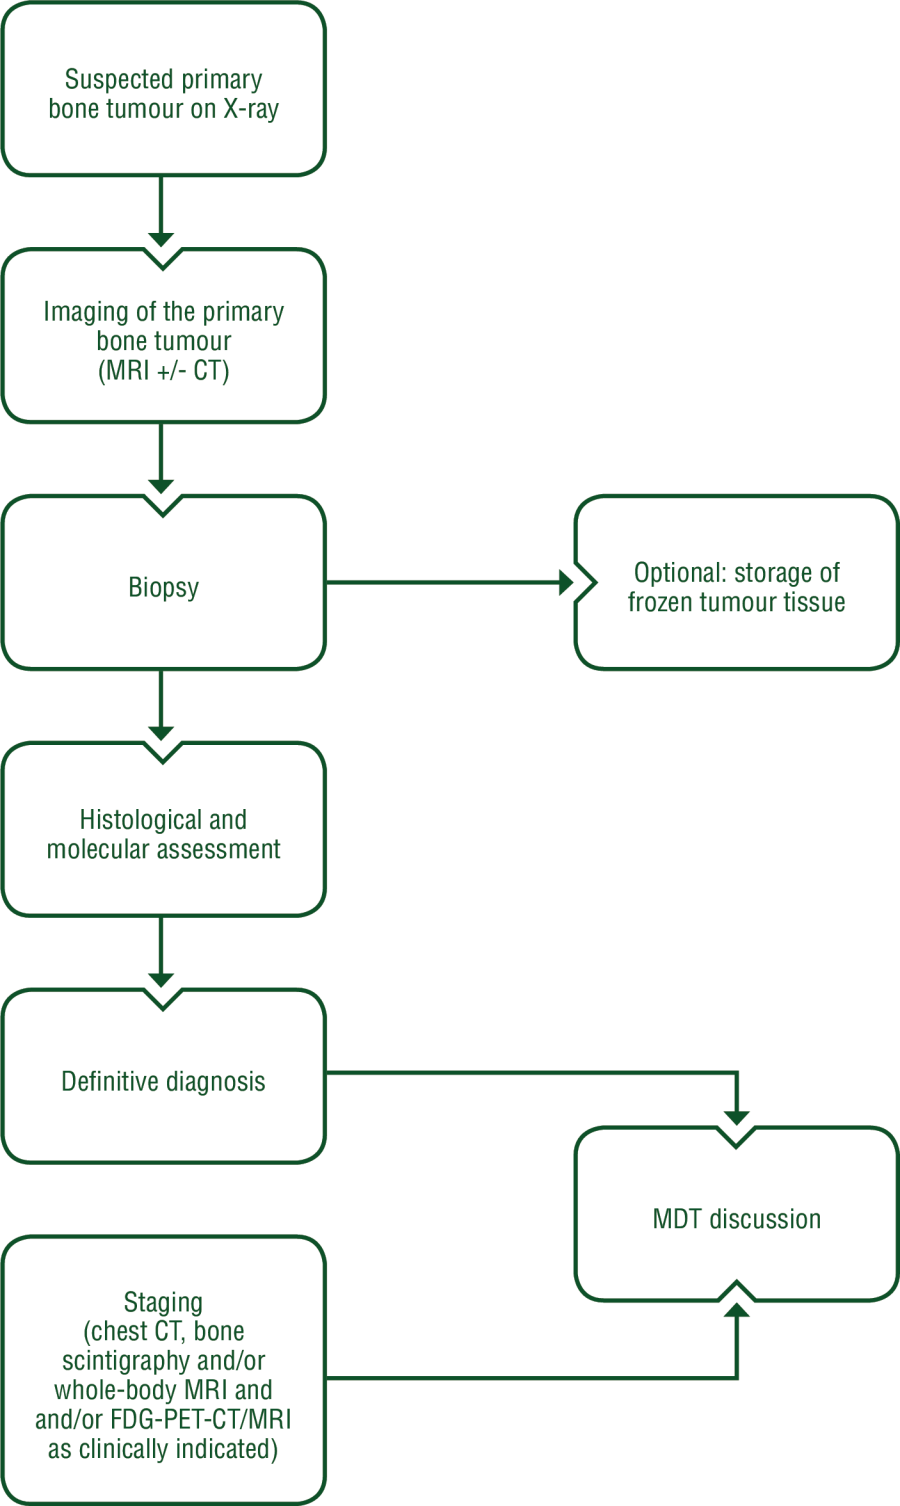 Suspected primary
bone tumour on X-ray
Imaging of the primary
bone tumour
(MRI +/- CT)
Biopsy
Optional: storage of
frozen tumour tissue
Histological and
molecular assessment
Definitive diagnosis
MDT discussion
Staging
(chest CT, bone
scintigraphy and/or
whole-body MRI and
and/or FDG-PET-CT/MRI
as clinically indicated)